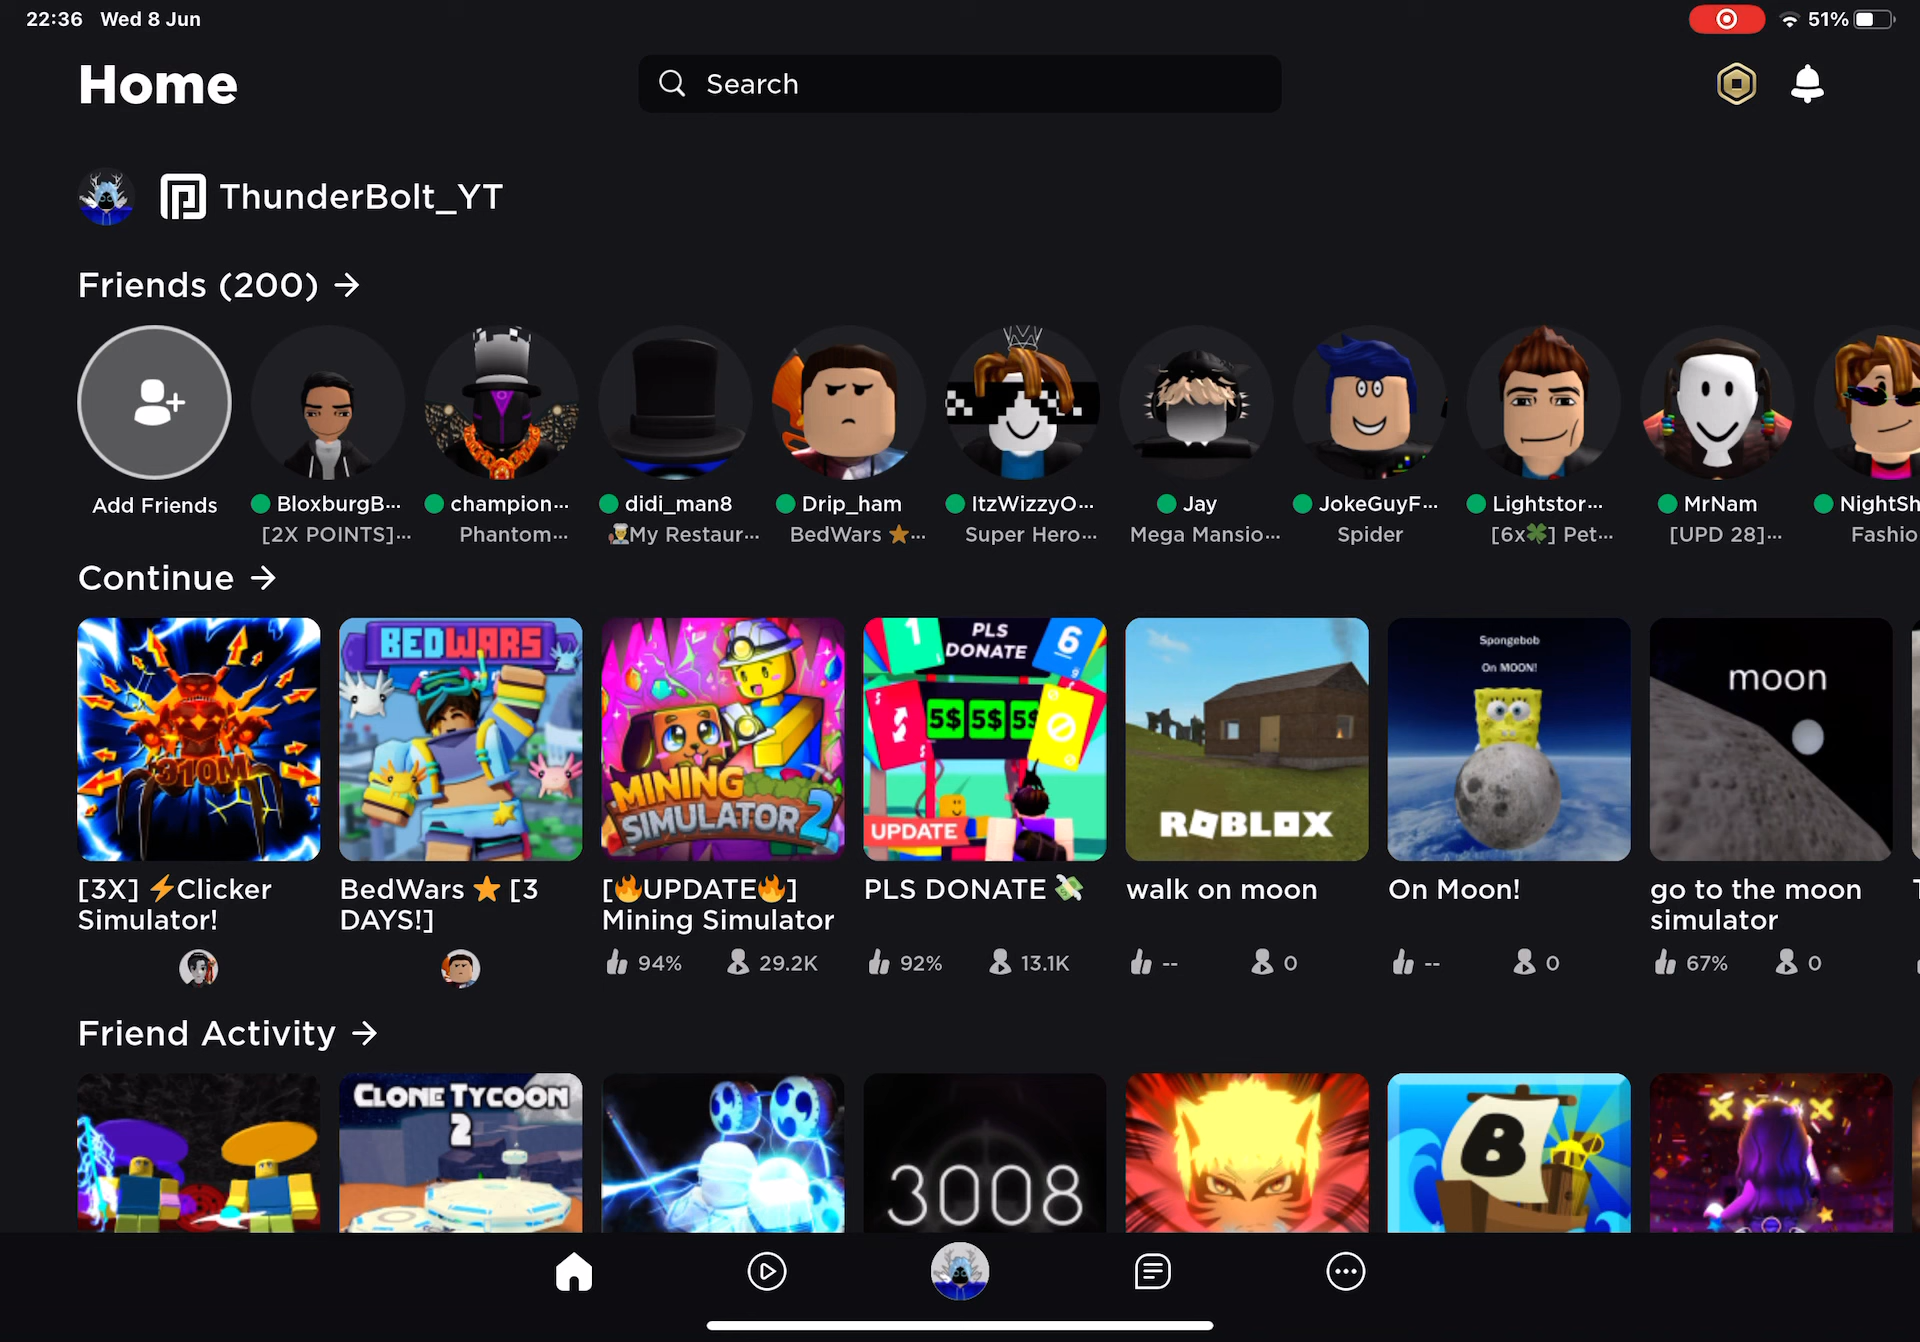 22:36 Wed 8 Jun
51%
Home
Search
ThunderBolt_YT
Friends (200) →
Add Friends
BloxburgB...
champion...
didi_man8
Drip_ham
ItzWizzyO...
Jay
JokeGuyF...
Lightstor...
MrNam
NightSh
[2X POINTS]...
Phantom...
👨‍🍳My Restaur...
BedWars ⭐...
Super Hero...
Mega Mansio...
Spider
[6x🍀] Pet...
[UPD 28]...
Fashio
Continue →
310M
BEDWARS
MINING
SIMULATOR 2
1
PLS
DONATE
6
5$ 5$ 5$
UPDATE
ROBLOX
Spongebob
On MOON!
moon
[3X] ⚡Clicker
Simulator!
BedWars ⭐ [3
DAYS!]
[🔥UPDATE🔥]
Mining Simulator
94% 29.2K
PLS DONATE 💸
92% 13.1K
walk on moon
-- 0
On Moon!
-- 0
go to the moon
simulator
67% 0
Friend Activity →
CLONE TYCOON
2
3008
B